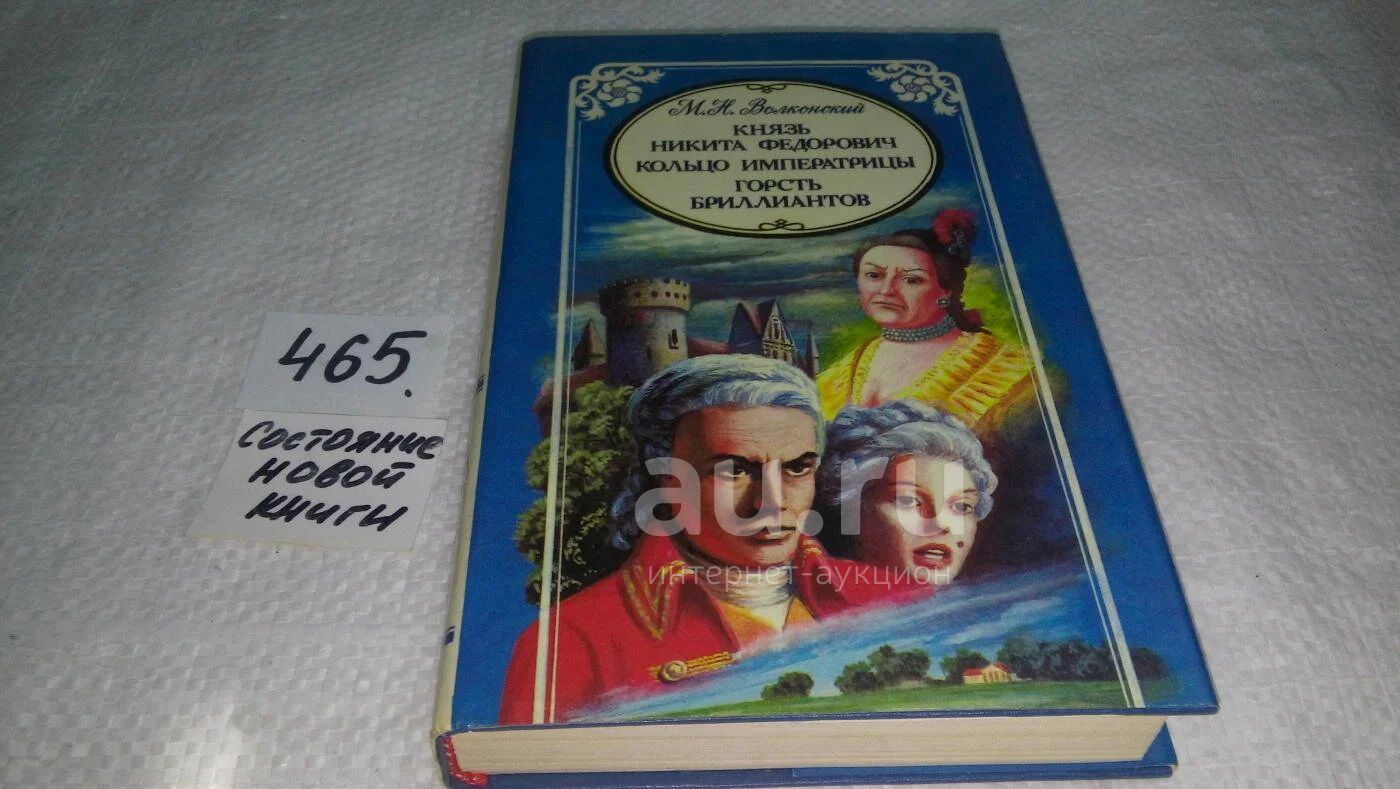 М.Н. Волконский
КНЯЗЬ
НИКИТА ФЕДОРОВИЧ
КОЛЬЦО ИМПЕРАТРИЦЫ
ГОРСТЬ
БРИЛЛИАНТОВ
465.
Состояние
новой
книги
au.ru
интернет-аукцион